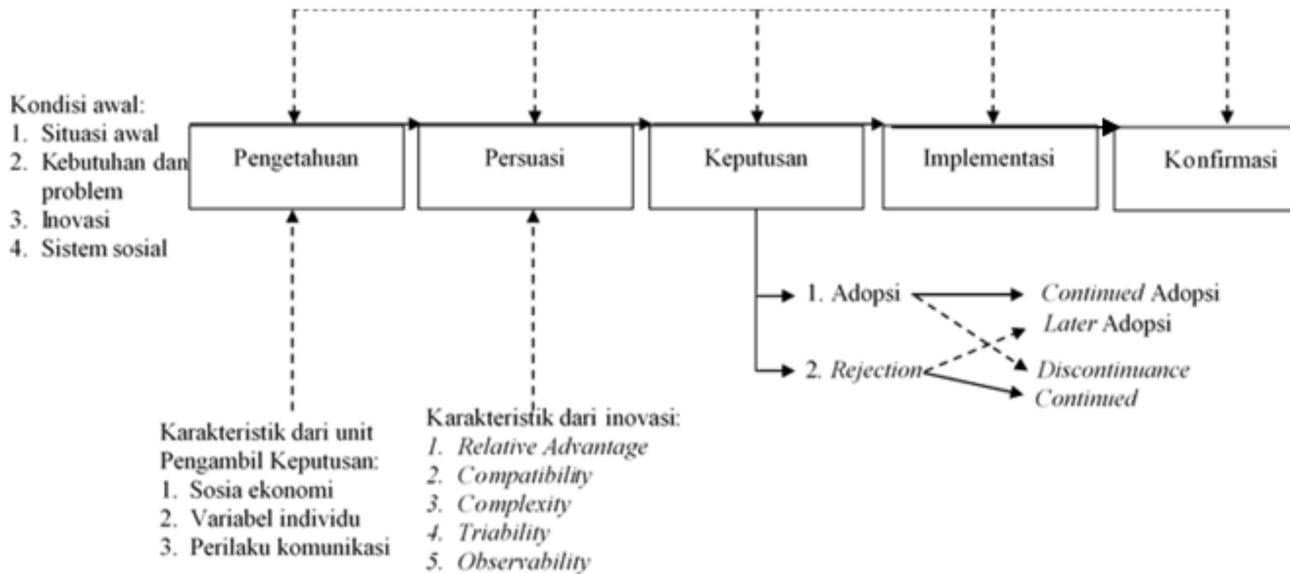 Kondisi awal:
1. Situasi awal
2. Kebutuhan dan
problem
3. Inovasi
4. Sistem sosial
Pengetahuan
Persuasi
Keputusan
Implementasi
Konfirmasi
1. Adopsi
Continued Adopsi
Later Adopsi
2. Rejection
Discontinuance
Continued
Karakteristik dari unit
Pengambil Keputusan:
1. Sosia ekonomi
2. Variabel individu
3. Perilaku komunikasi
Karakteristik dari inovasi:
1. Relative Advantage
2. Compatibility
3. Complexity
4. Triability
5. Observability